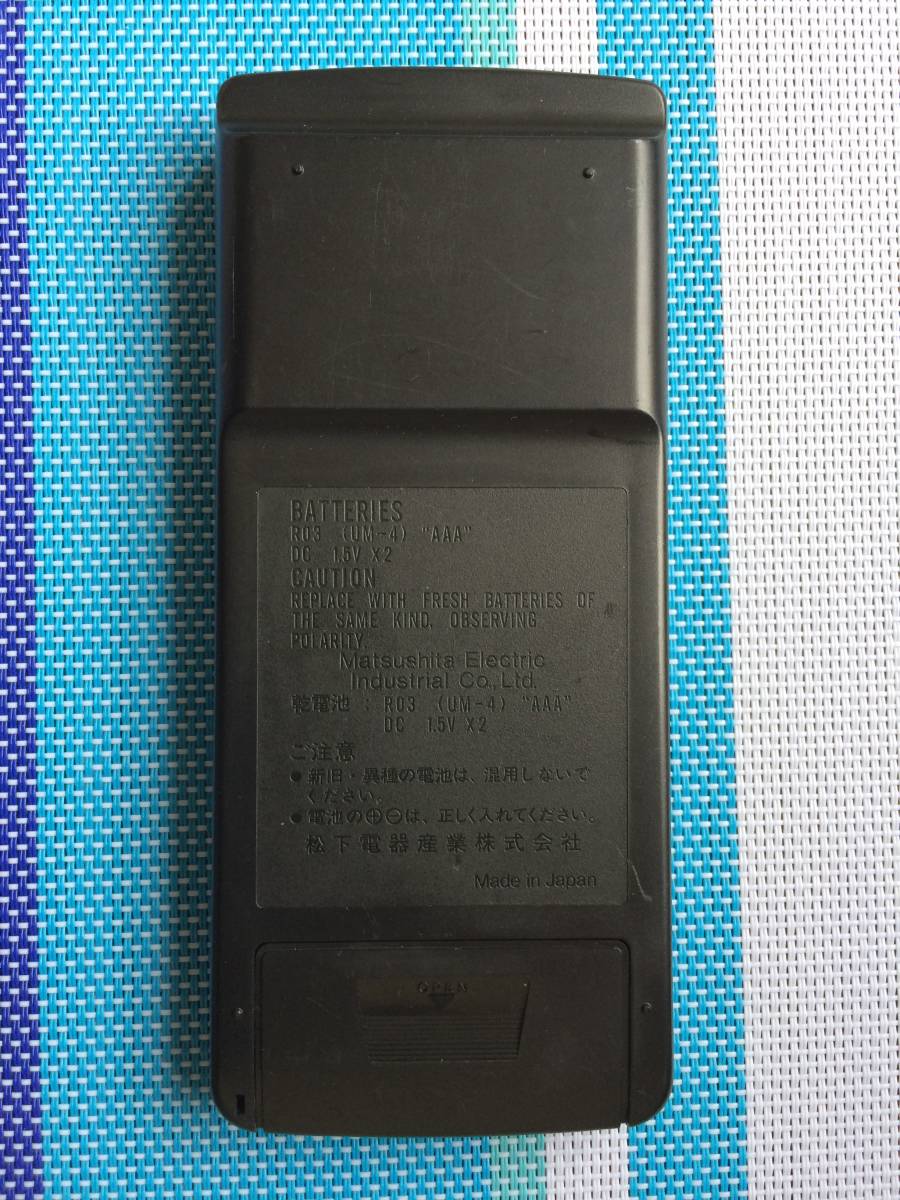 BATTERIES
R03 (UM-4) "AAA"
DC 1.5V X2
CAUTION
REPLACE WITH FRESH BATTERIES OF
THE SAME KIND, OBSERVING
POLARITY.
Matsushita Electric
Industrial Co., Ltd.
乾電池 : R03 (UM-4) "AAA"
DC 1.5V X2
ご注意
● 新旧・異種の電池は、混用しないで
ください。
● 電池の⊕⊖は、正しく入れてください。
松下電器産業株式会社
Made in Japan
OPEN